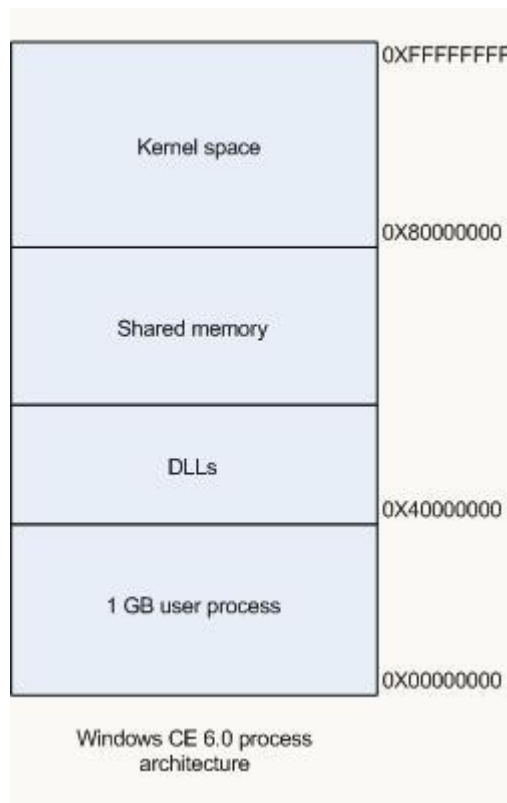 0XFFFFFFFF
Kernel space
0X80000000
Shared memory
DLLs
0X40000000
1 GB user process
0X00000000
Windows CE 6.0 process
architecture